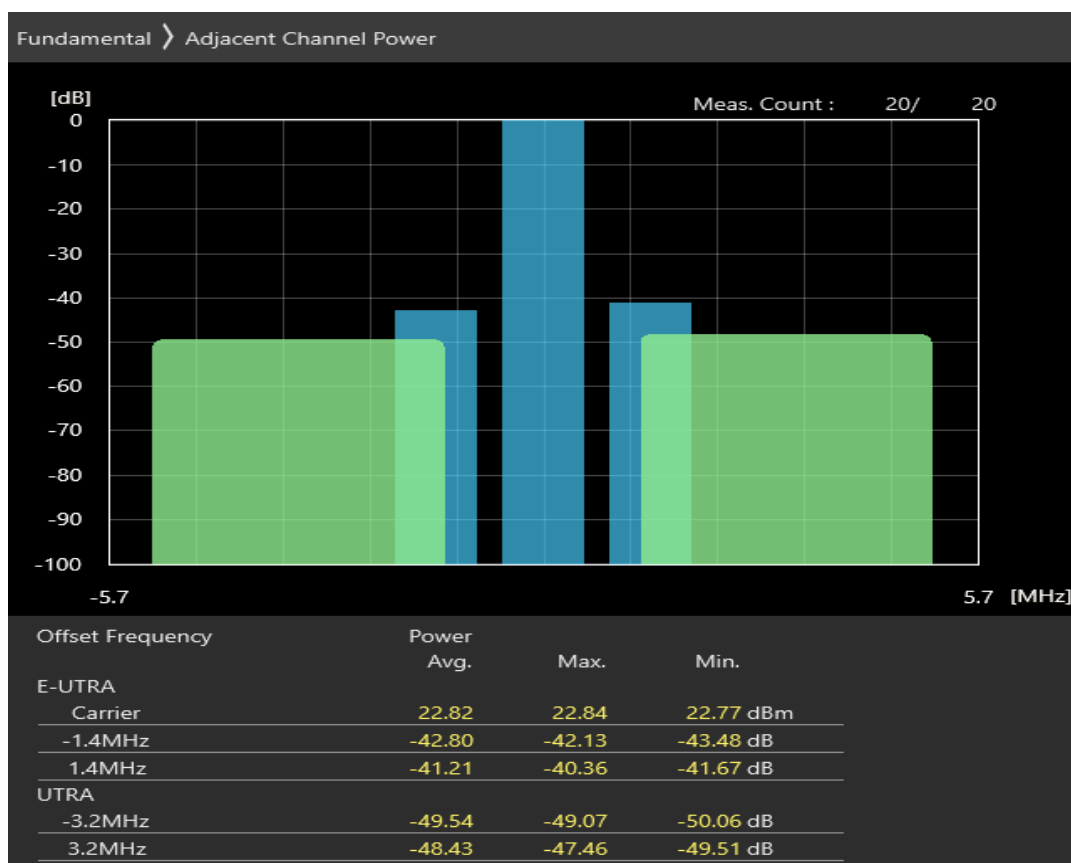 Fundamental 〉 Adjacent Channel Power
[dB]
Meas. Count : 20/ 20
0
-10
-20
-30
-40
-50
-60
-70
-80
-90
-100
-5.7 5.7 [MHz]
Offset Frequency Power
Avg. Max. Min.
E-UTRA
Carrier 22.82 22.84 22.77 dBm
-1.4MHz -42.80 -42.13 -43.48 dB
1.4MHz -41.21 -40.36 -41.67 dB
UTRA
-3.2MHz -49.54 -49.07 -50.06 dB
3.2MHz -48.43 -47.46 -49.51 dB